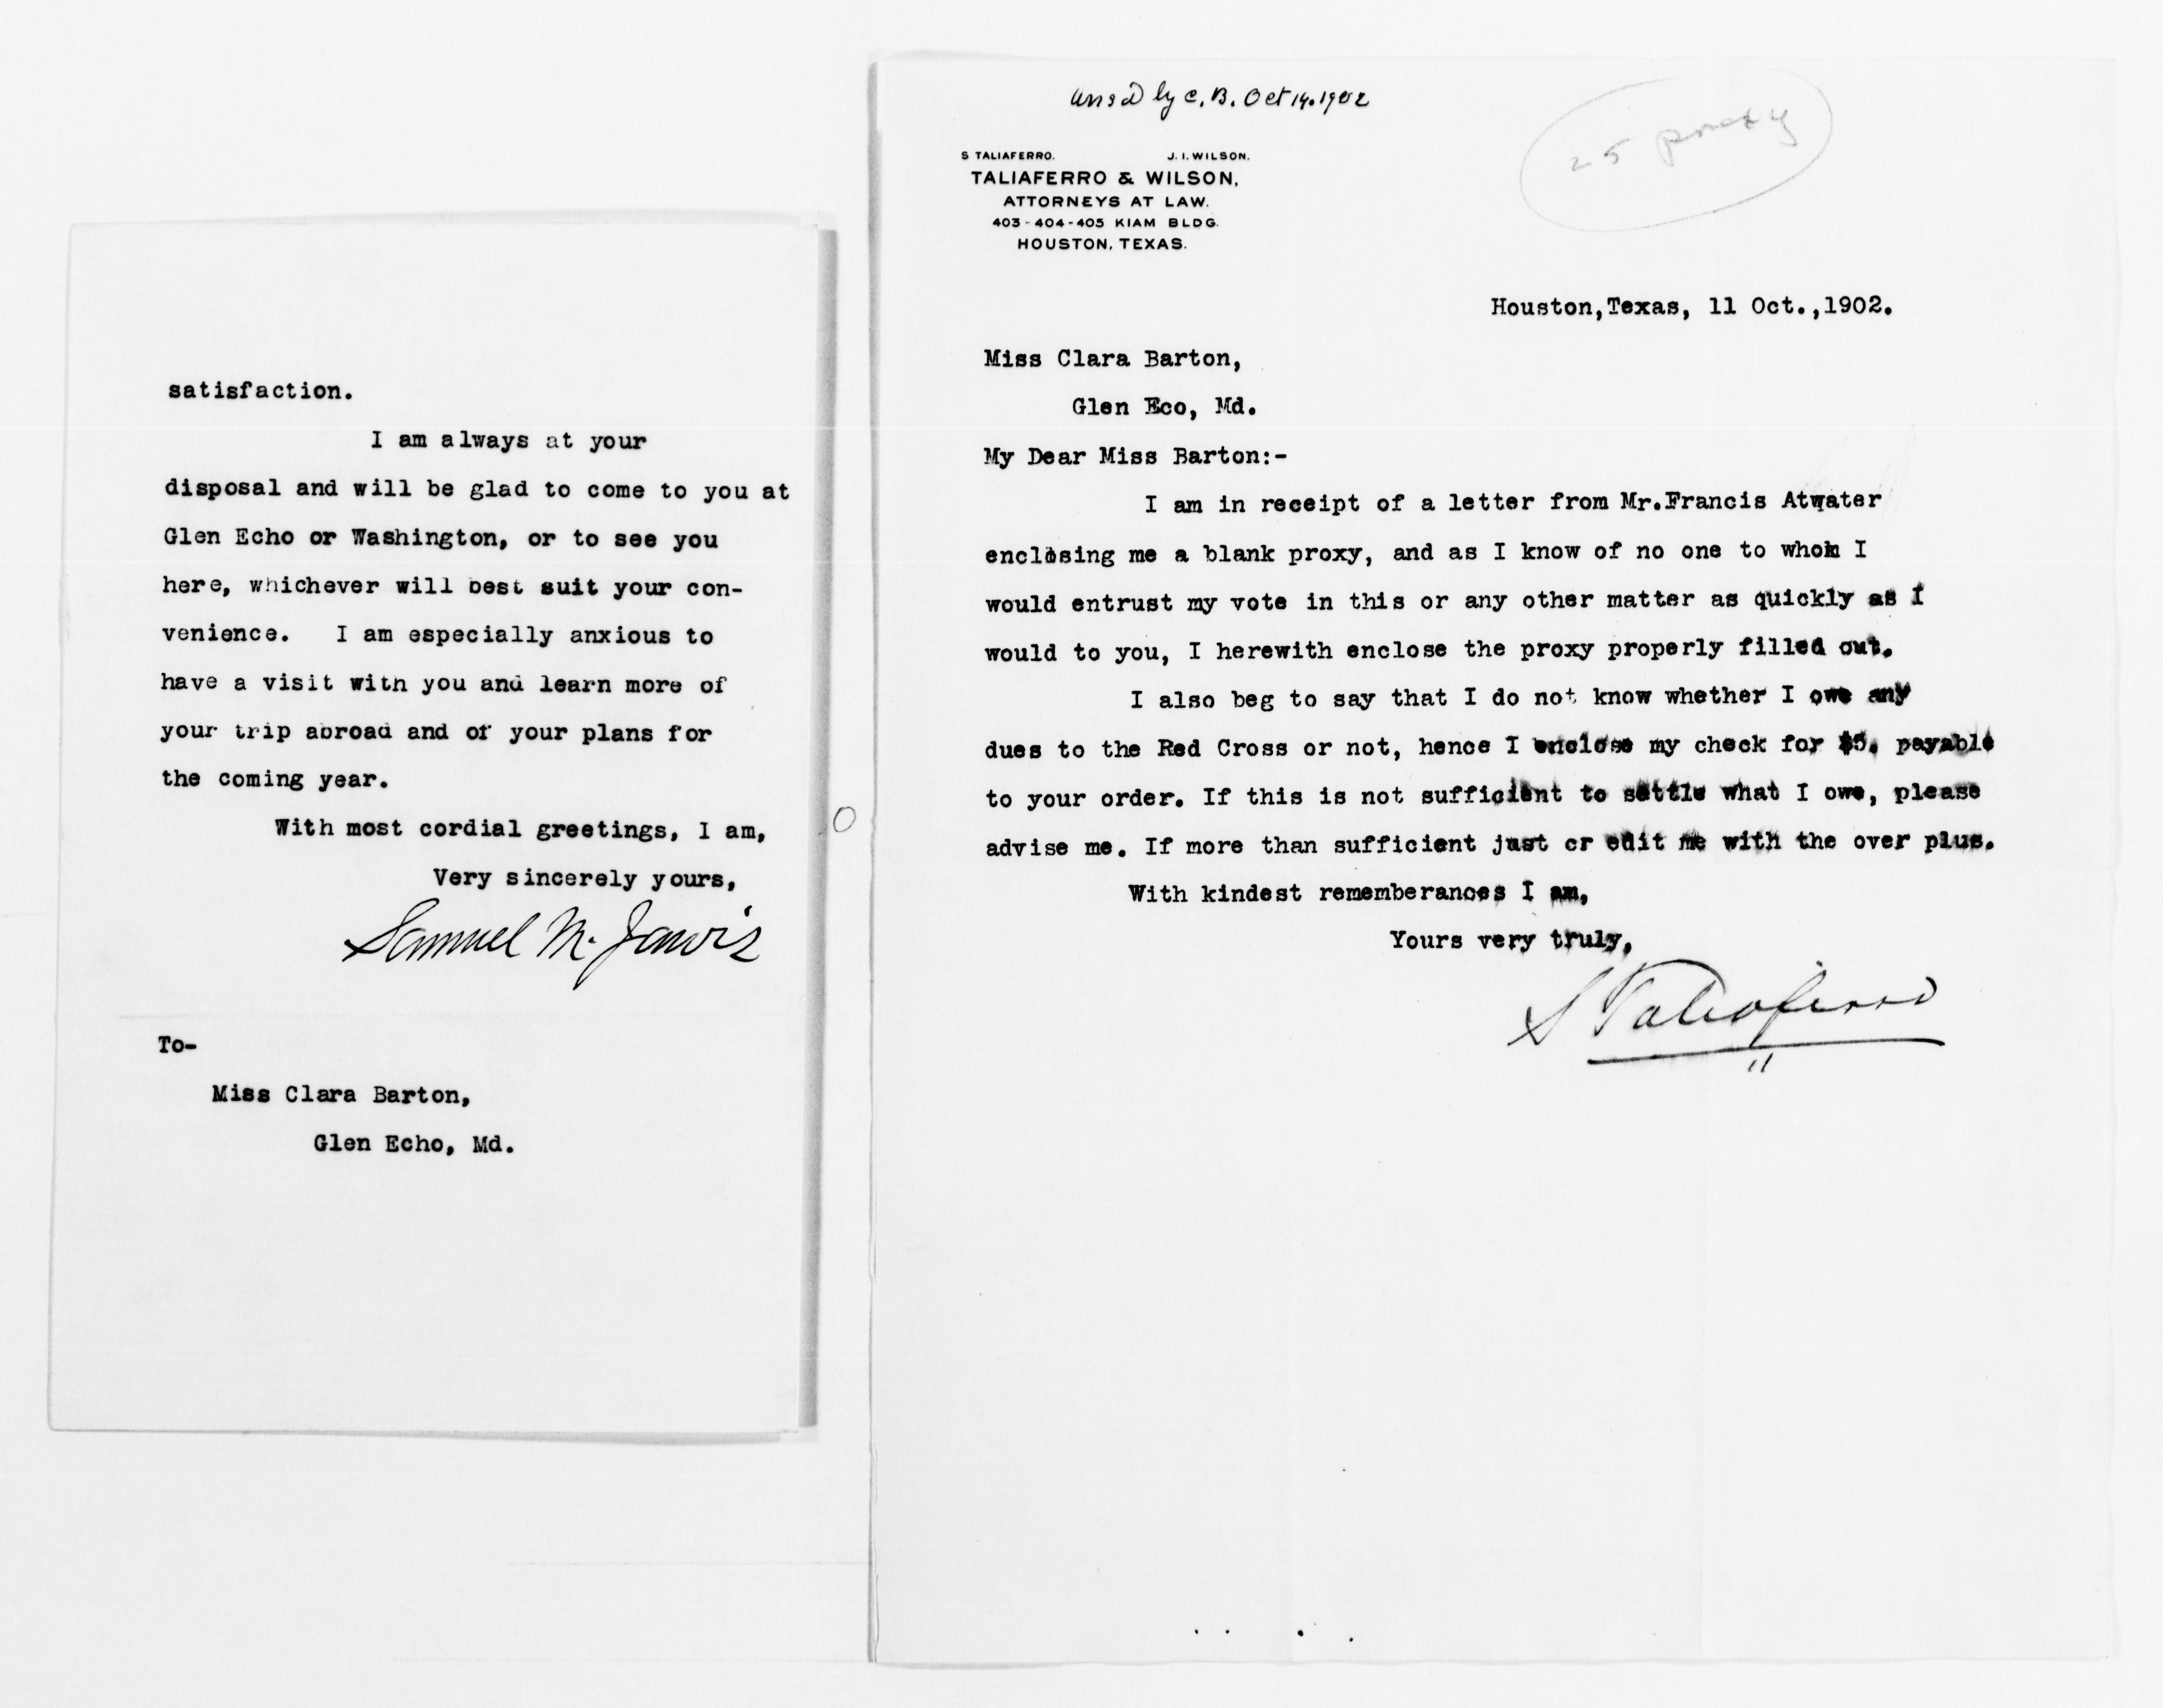 satisfaction.
I am always at your
disposal and will be glad to come to you at
Glen Echo or Washington, or to see you
here, whichever will best suit your con-
venience. I am especially anxious to
have a visit with you and learn more of
your trip abroad and of your plans for
the coming year.
With most cordial greetings, I am,
Very sincerely yours,
Samuel M. Jarvis
To-
Miss Clara Barton,
Glen Echo, Md.
Ans'd by C. B. Oct 14. 1902
25 proxy
S TALIAFERRO. J. I. WILSON.
TALIAFERRO & WILSON,
ATTORNEYS AT LAW.
403-404-405 KIAM BLDG.
HOUSTON, TEXAS.
Houston,Texas, 11 Oct.,1902.
Miss Clara Barton,
Glen Eco, Md.
My Dear Miss Barton:-
I am in receipt of a letter from Mr.Francis Atwater
enclosing me a blank proxy, and as I know of no one to whom I
would entrust my vote in this or any other matter as quickly as I
would to you, I herewith enclose the proxy properly filled out.
I also beg to say that I do not know whether I owe any
dues to the Red Cross or not, hence I enclose my check for $5. payable
to your order. If this is not sufficient to settle what I owe, please
advise me. If more than sufficient just cr edit me with the over plus.
With kindest rememberances I am,
Yours very truly,
S Taliaferro